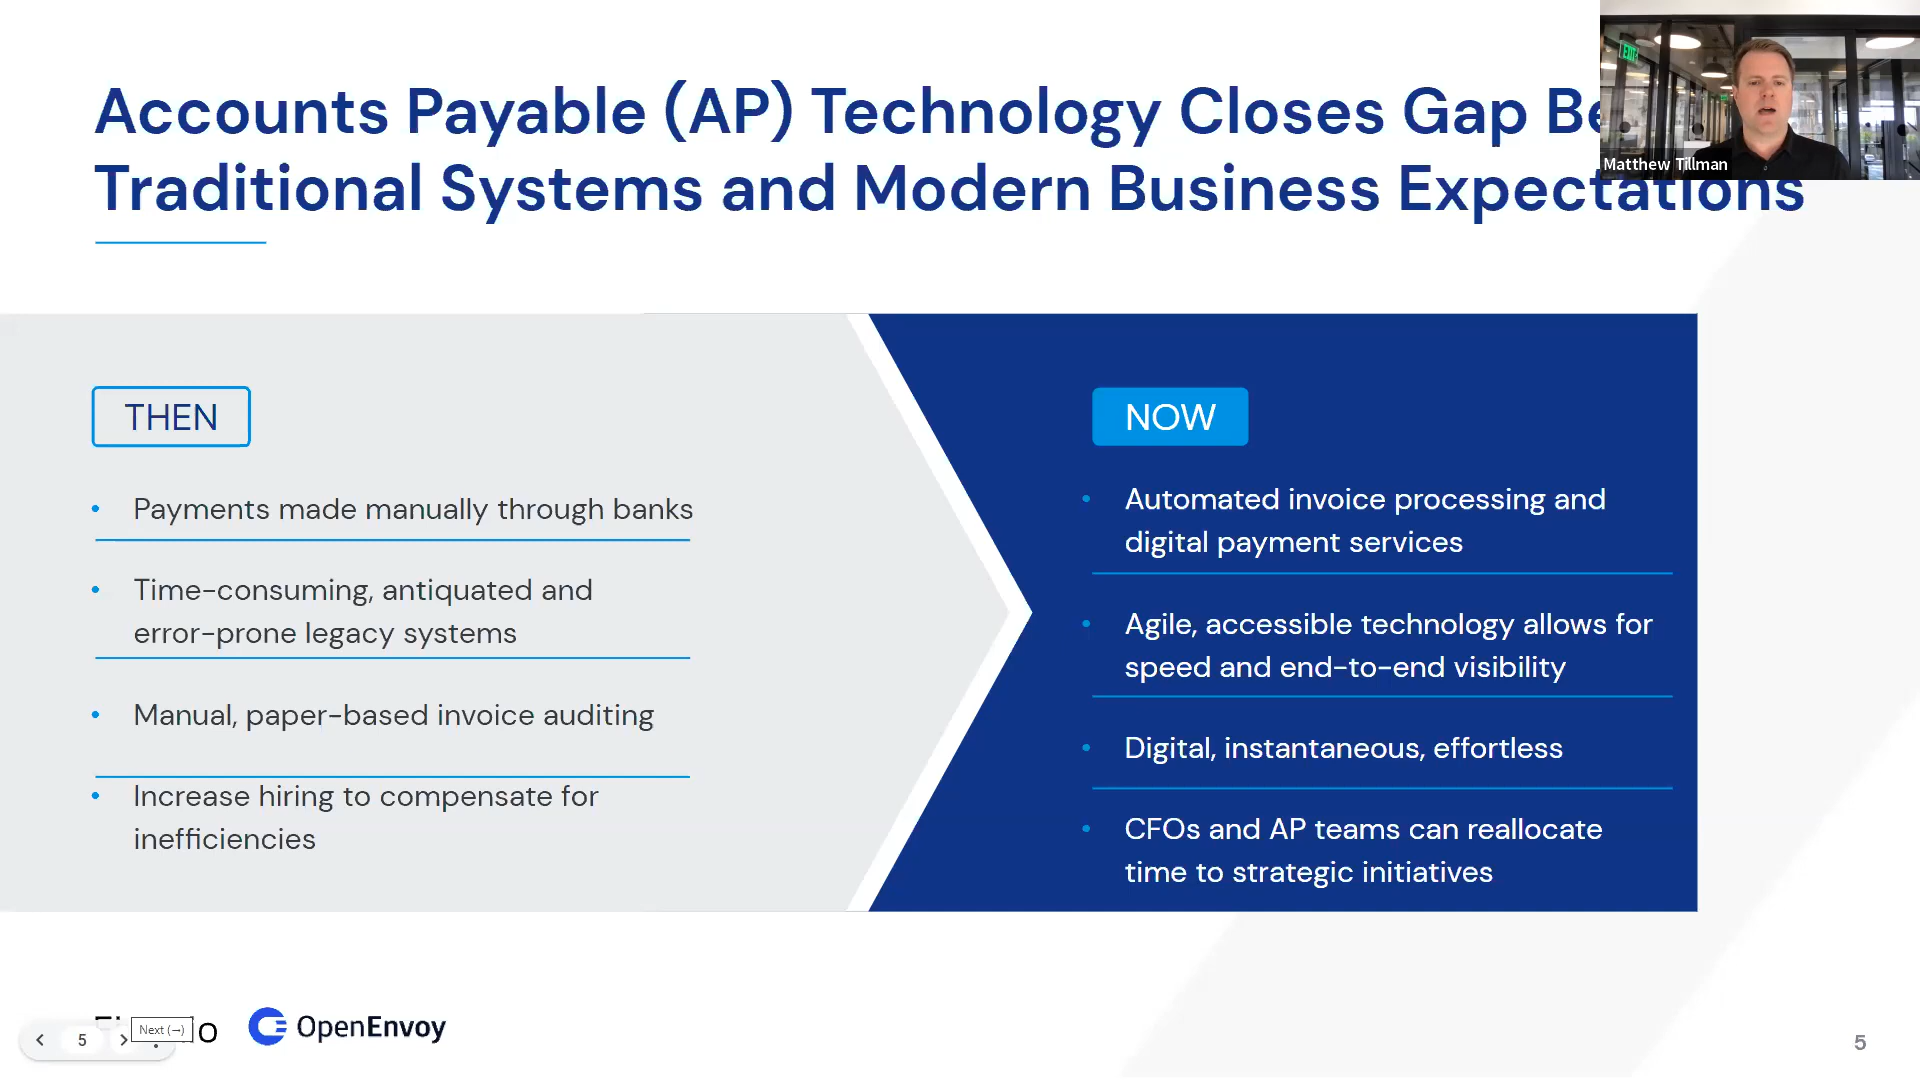 Accounts Payable (AP) Technology Closes Gap
Traditional Systems and Modern Business Expectations
EXIT
Matthew Tillman
THEN
• Payments made manually through banks
• Time-consuming, antiquated and
error-prone legacy systems
• Manual, paper-based invoice auditing
• Increase hiring to compensate for
inefficiencies
NOW
• Automated invoice processing and
digital payment services
• Agile, accessible technology allows for
speed and end-to-end visibility
• Digital, instantaneous, effortless
• CFOs and AP teams can reallocate
time to strategic initiatives
5
Next (→)
OpenEnvoy
5